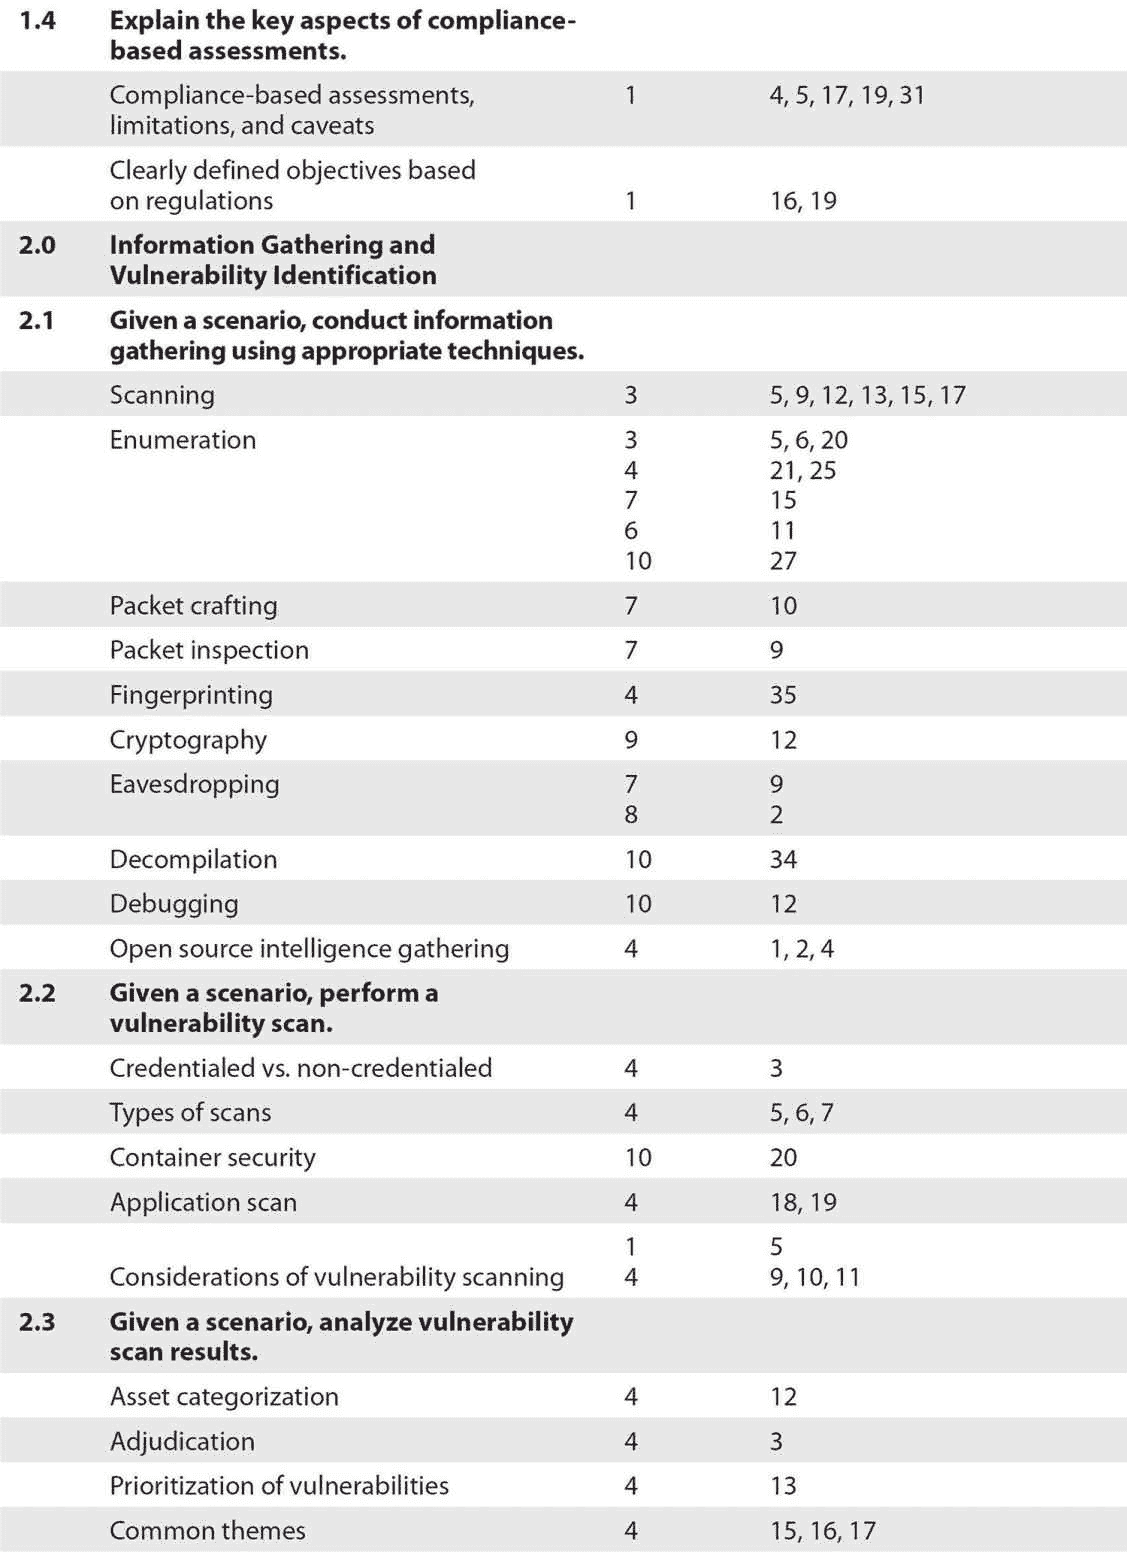 1.4 Explain the key aspects of compliance-
based assessments.
Compliance-based assessments, 1 4, 5, 17, 19, 31
limitations, and caveats
Clearly defined objectives based
on regulations 1 16, 19
2.0 Information Gathering and
Vulnerability Identification
2.1 Given a scenario, conduct information
gathering using appropriate techniques.
Scanning 3 5, 9, 12, 13, 15, 17
Enumeration 3 5, 6, 20
4 21, 25
7 15
6 11
10 27
Packet crafting 7 10
Packet inspection 7 9
Fingerprinting 4 35
Cryptography 9 12
Eavesdropping 7 9
8 2
Decompilation 10 34
Debugging 10 12
Open source intelligence gathering 4 1, 2, 4
2.2 Given a scenario, perform a
vulnerability scan.
Credentialed vs. non-credentialed 4 3
Types of scans 4 5, 6, 7
Container security 10 20
Application scan 4 18, 19
1 5
Considerations of vulnerability scanning 4 9, 10, 11
2.3 Given a scenario, analyze vulnerability
scan results.
Asset categorization 4 12
Adjudication 4 3
Prioritization of vulnerabilities 4 13
Common themes 4 15, 16, 17